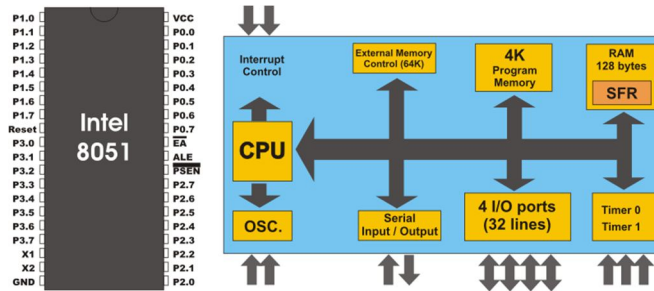 P1.0
P1.1
P1.2
P1.3
P1.4
P1.5
P1.6
P1.7
Reset
P3.0
P3.1
P3.2
P3.3
P3.4
P3.5
P3.6
P3.7
X1
X2
GND
Intel
8051
VCC
P0.0
P0.1
P0.2
P0.3
P0.4
P0.5
P0.6
P0.7
EA
ALE
PSEN
P2.7
P2.6
P2.5
P2.4
P2.3
P2.2
P2.1
P2.0
Interrupt
Control
External Memory
Control (64K)
4K
Program
Memory
RAM
128 bytes
SFR
CPU
OSC.
Serial
Input / Output
4 I/O ports
(32 lines)
Timer 0
Timer 1